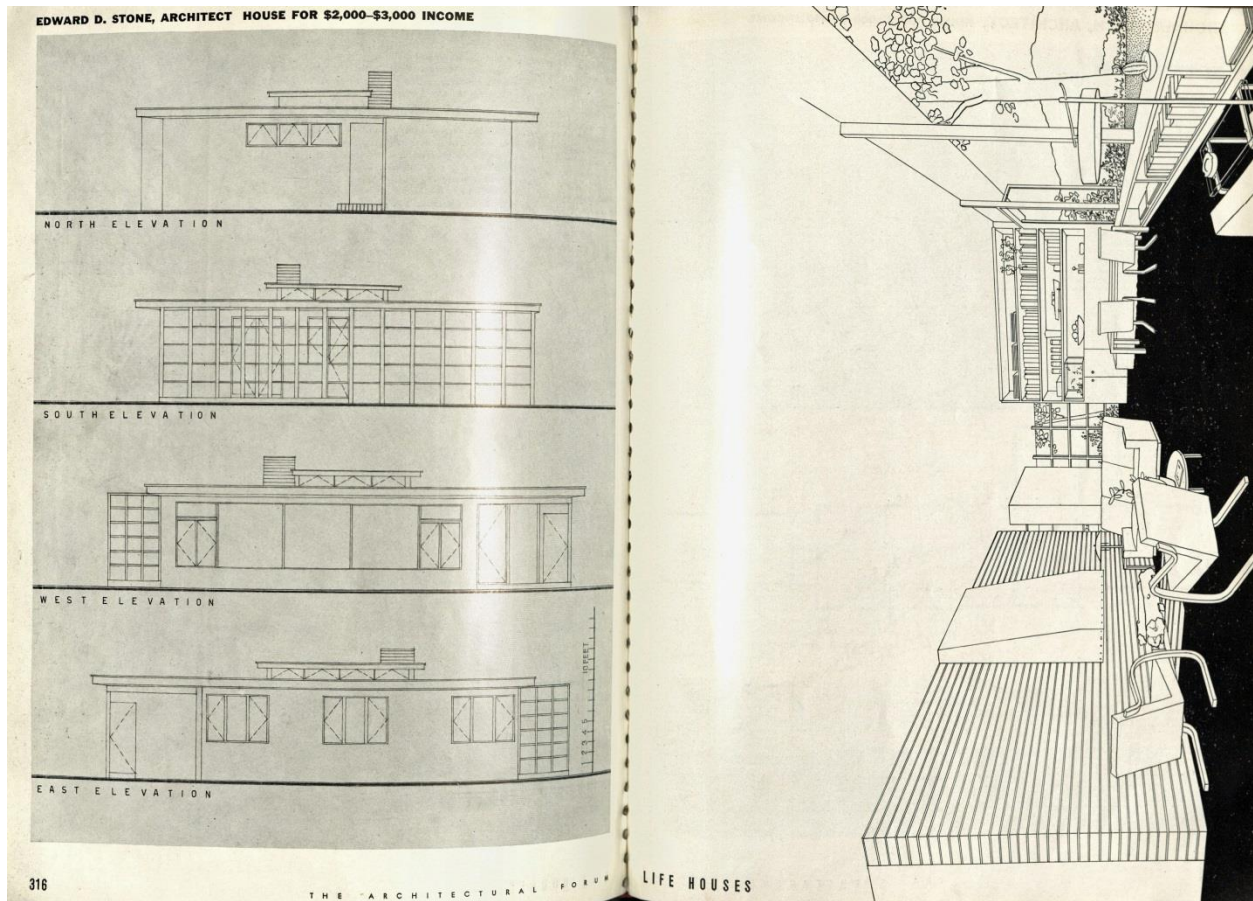 EDWARD D. STONE, ARCHITECT HOUSE FOR $2,000–$3,000 INCOME
NORTH ELEVATION
SOUTH ELEVATION
WEST ELEVATION
1 2 3 4 5 10 FEET
EAST ELEVATION
316
THE ARCHITECTURAL FORUM
LIFE HOUSES